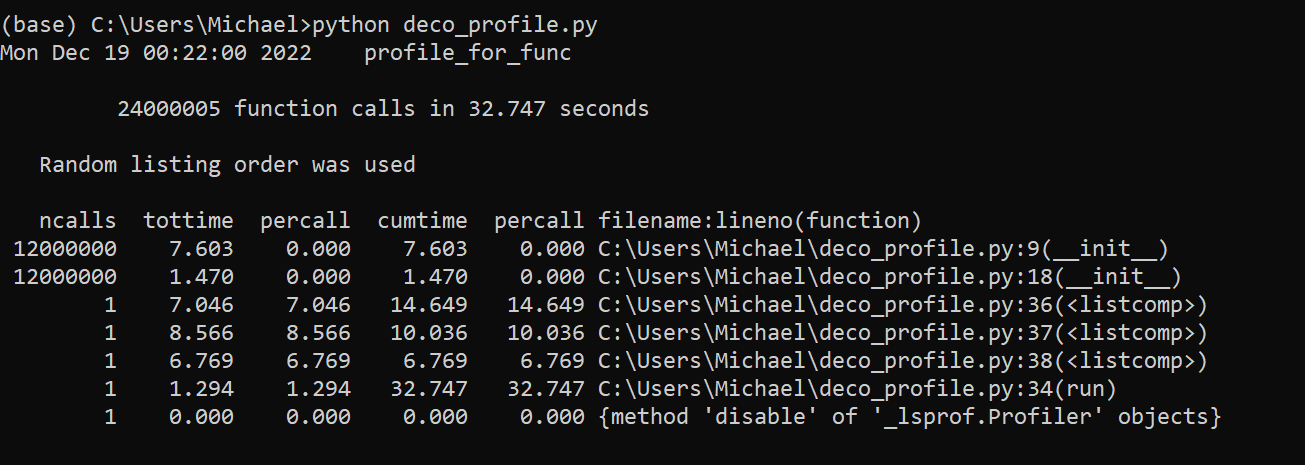 (base) C:\Users\Michael>python deco_profile.py
Mon Dec 19 00:22:00 2022    profile_for_func
         24000005 function calls in 32.747 seconds
   Random listing order was used
   ncalls  tottime  percall  cumtime  percall filename:lineno(function)
 12000000    7.603    0.000    7.603    0.000 C:\Users\Michael\deco_profile.py:9(__init__)
 12000000    1.470    0.000    1.470    0.000 C:\Users\Michael\deco_profile.py:18(__init__)
        1    7.046    7.046   14.649   14.649 C:\Users\Michael\deco_profile.py:36(<listcomp>)
        1    8.566    8.566   10.036   10.036 C:\Users\Michael\deco_profile.py:37(<listcomp>)
        1    6.769    6.769    6.769    6.769 C:\Users\Michael\deco_profile.py:38(<listcomp>)
        1    1.294    1.294   32.747   32.747 C:\Users\Michael\deco_profile.py:34(run)
        1    0.000    0.000    0.000    0.000 {method 'disable' of '_lsprof.Profiler' objects}